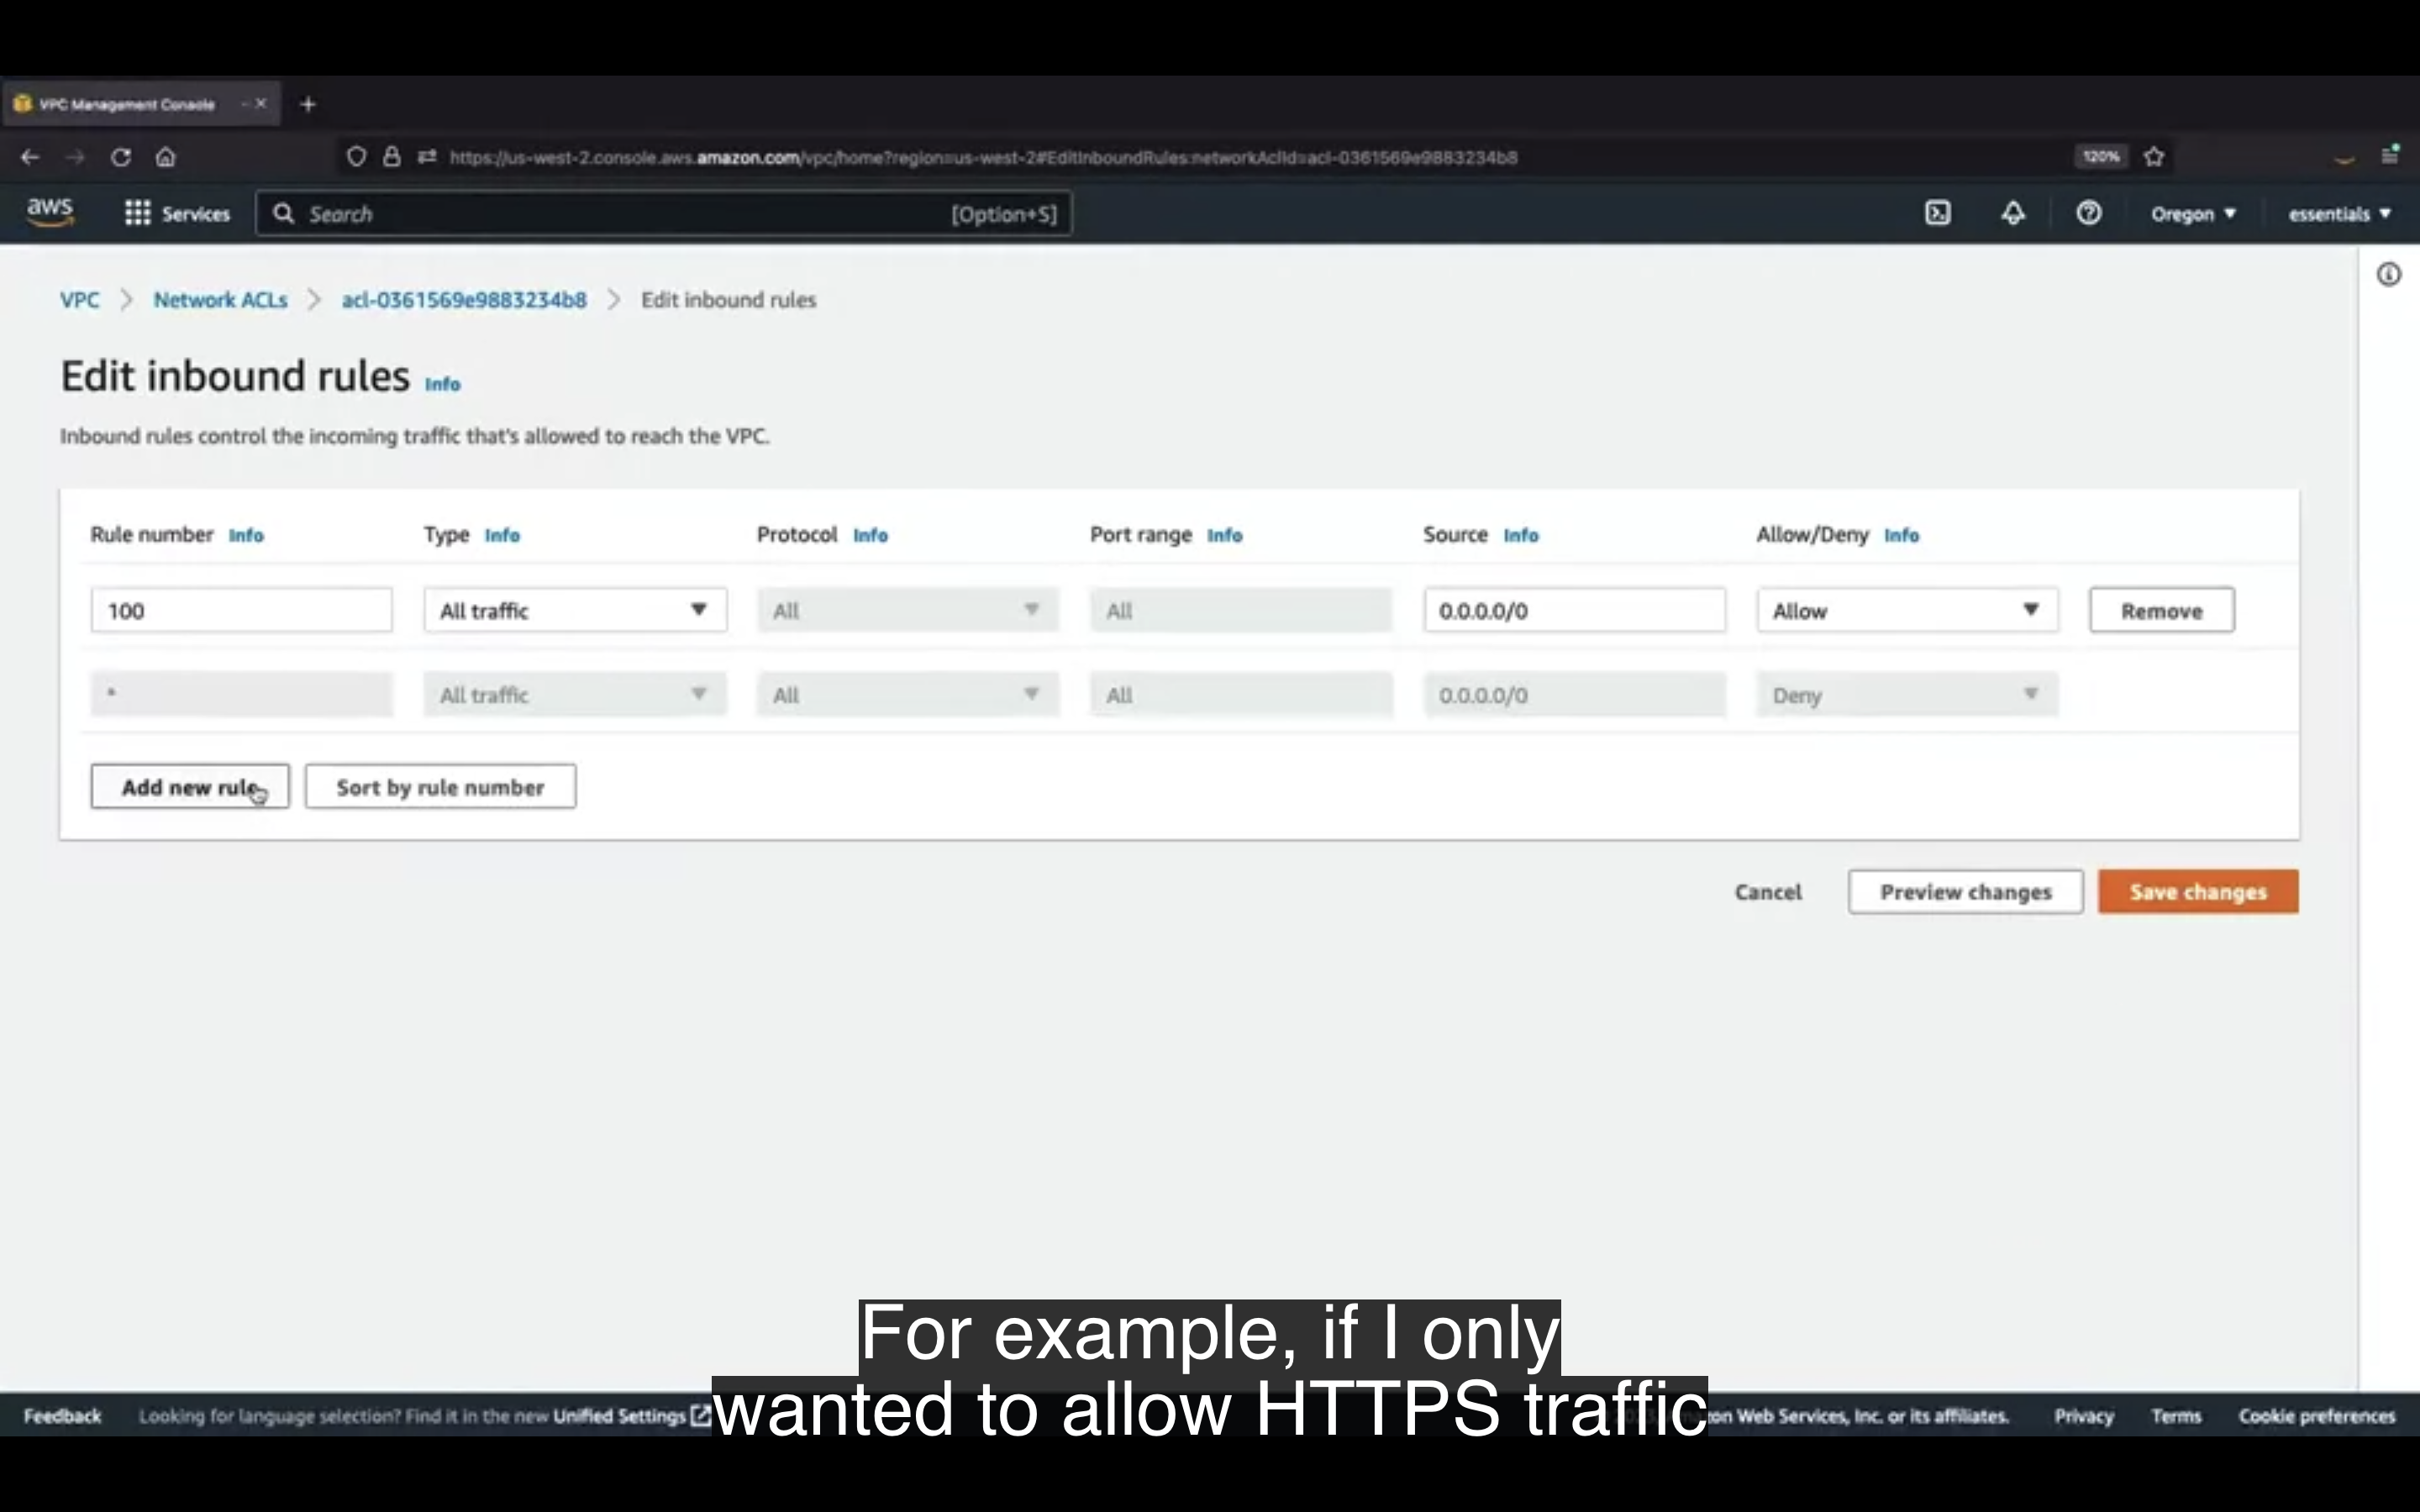 VPC Management Console
https://us-west-2.console.aws.amazon.com/vpc/home?region=us-west-2#EditInboundRules:networkAclId=acl-0361569e9883234b8
120%
aws
Services
Search
[Option+S]
Oregon
essentials
VPC > Network ACLs > acl-0361569e9883234b8 > Edit inbound rules
Edit inbound rules Info
Inbound rules control the incoming traffic that's allowed to reach the VPC.
Rule number Info Type Info Protocol Info Port range Info Source Info Allow/Deny Info
100 All traffic All All 0.0.0.0/0 Allow Remove
* All traffic All All 0.0.0.0/0 Deny
Add new rule Sort by rule number
Cancel Preview changes Save changes
For example, if I only
wanted to allow HTTPS traffic
Feedback Looking for language selection? Find it in the new Unified Settings Web Services, Inc. or its affiliates. Privacy Terms Cookie preferences